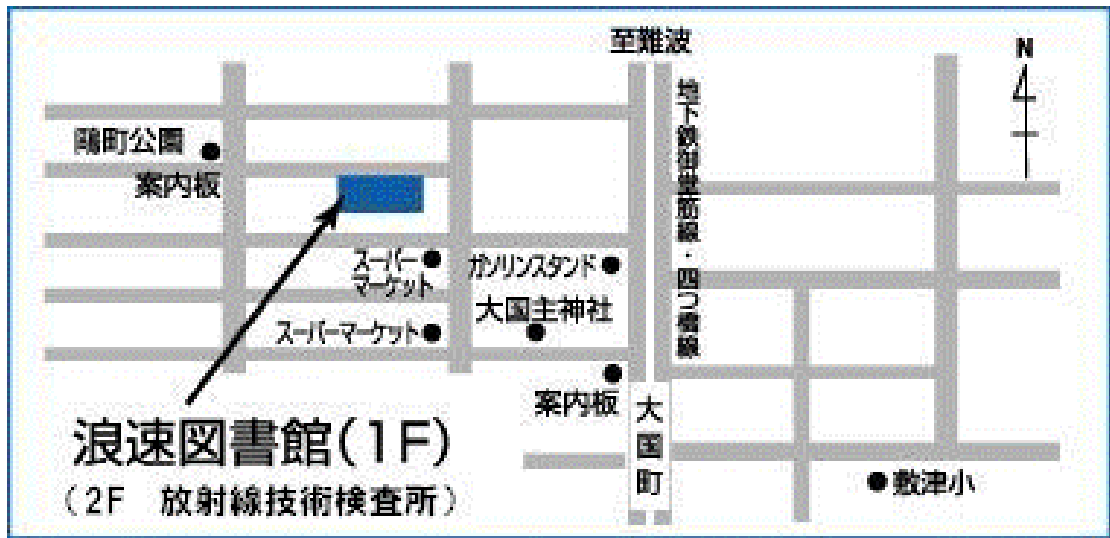 至難波
N
地下鉄御堂筋線・四つ橋線
鴎町公園
案内板
スーパー
マーケット
ガソリンスタンド
大国主神社
スーパーマーケット
案内板
大国町
浪速図書館(1F)
(2F 放射線技術検査所)
敷津小